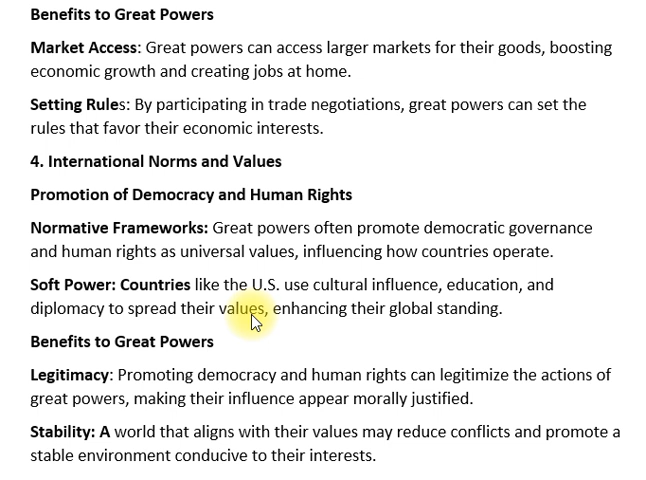 Benefits to Great Powers
Market Access: Great powers can access larger markets for their goods, boosting
economic growth and creating jobs at home.
Setting Rules: By participating in trade negotiations, great powers can set the
rules that favor their economic interests.
4. International Norms and Values
Promotion of Democracy and Human Rights
Normative Frameworks: Great powers often promote democratic governance
and human rights as universal values, influencing how countries operate.
Soft Power: Countries like the U.S. use cultural influence, education, and
diplomacy to spread their values, enhancing their global standing.
Benefits to Great Powers
Legitimacy: Promoting democracy and human rights can legitimize the actions of
great powers, making their influence appear morally justified.
Stability: A world that aligns with their values may reduce conflicts and promote a
stable environment conducive to their interests.